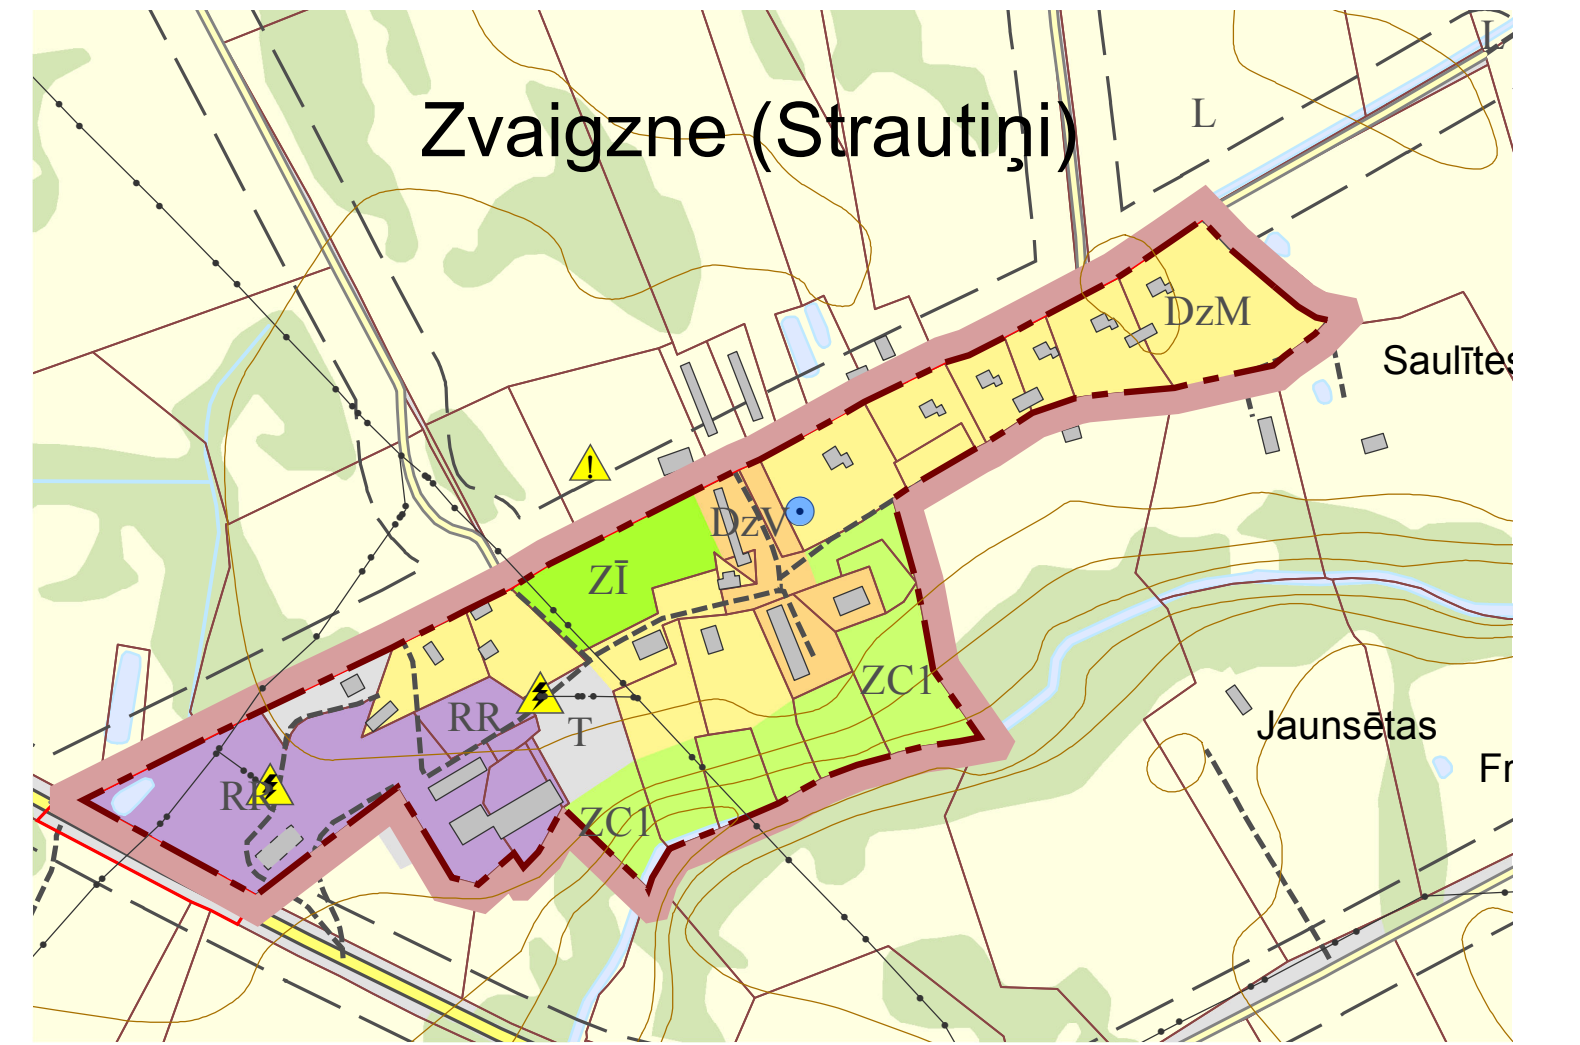 L
L
Zvaigzne (Strautiņi)
DzM
Saulītes
!
DzV
ZĪ
ZC1
RR
T
Jaunsētas
Fr
RR
ZC1